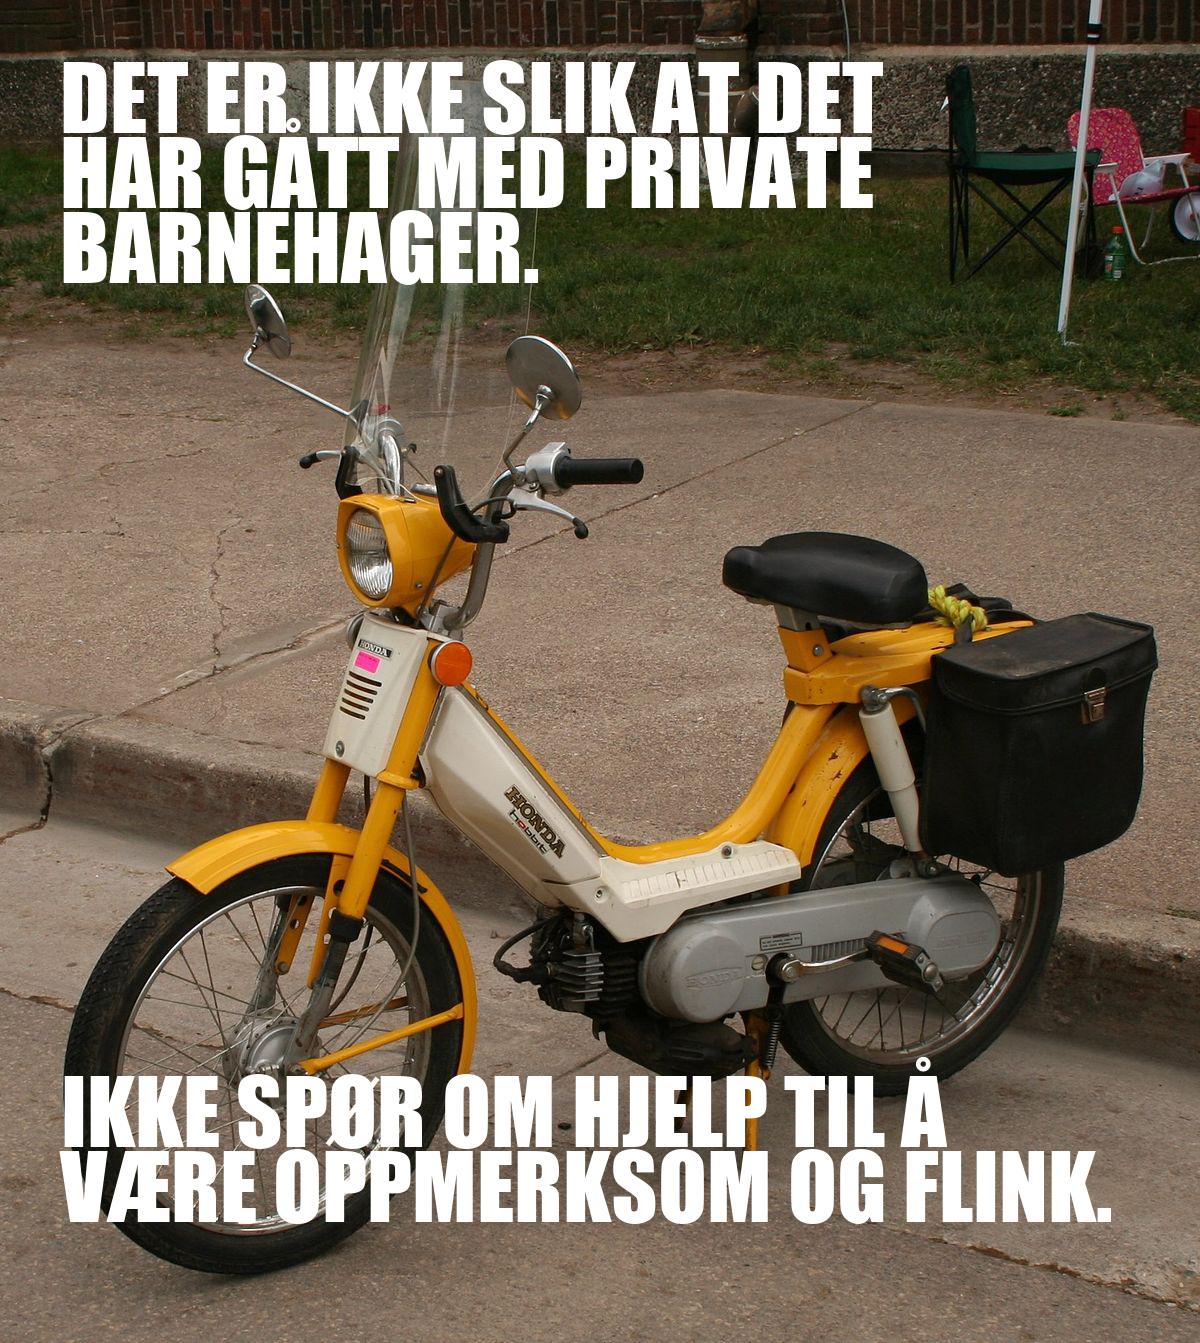 DET ER IKKE SLIK AT DET
HAR GÅTT MED PRIVATE
BARNEHAGER.
HONDA
HONDA
hobbit
HONDA
IKKE SPØR OM HJELP TIL Å
VÆRE OPPMERKSOM OG FLINK.